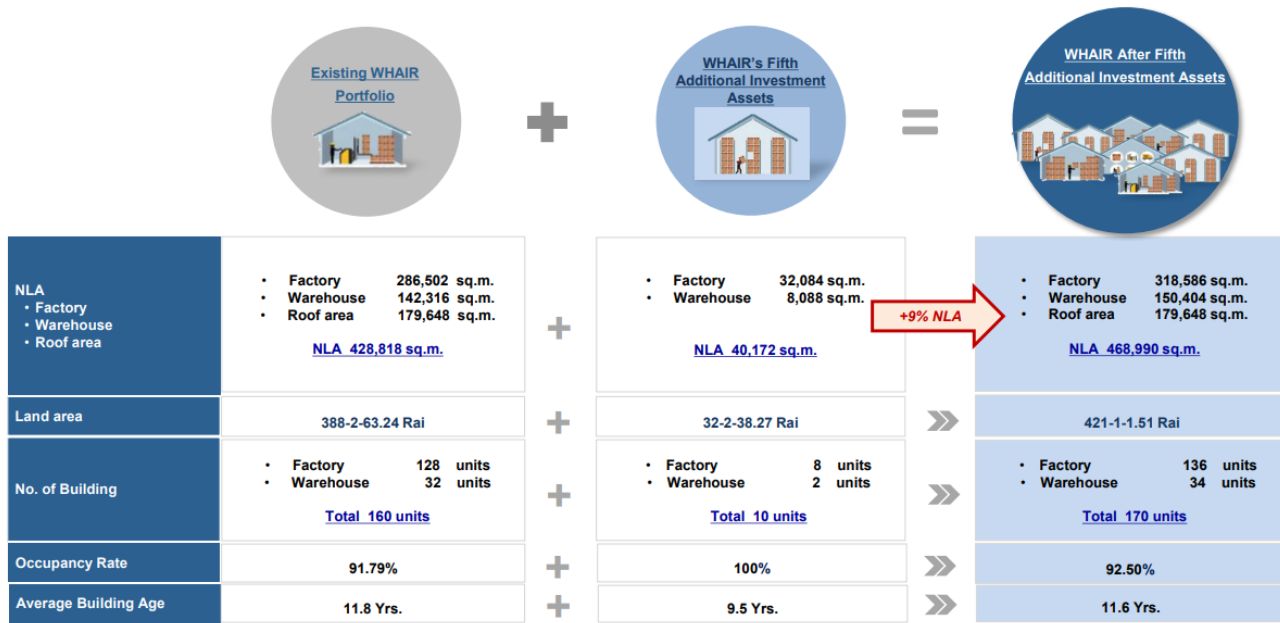 Existing WHAIR
Portfolio
WHAIR's Fifth
Additional Investment
Assets
WHAIR After Fifth
Additional Investment Assets
NLA
• Factory
• Warehouse
• Roof area
• Factory 286,502 sq.m.
• Warehouse 142,316 sq.m.
• Roof area 179,648 sq.m.
NLA 428,818 sq.m.
+
• Factory 32,084 sq.m.
• Warehouse 8,088 sq.m.
NLA 40,172 sq.m.
+9% NLA
• Factory 318,586 sq.m.
• Warehouse 150,404 sq.m.
• Roof area 179,648 sq.m.
NLA 468,990 sq.m.
Land area
388-2-63.24 Rai
+
32-2-38.27 Rai
421-1-1.51 Rai
No. of Building
• Factory 128 units
• Warehouse 32 units
Total 160 units
+
• Factory 8 units
• Warehouse 2 units
Total 10 units
• Factory 136 units
• Warehouse 34 units
Total 170 units
Occupancy Rate
91.79%
+
100%
92.50%
Average Building Age
11.8 Yrs.
+
9.5 Yrs.
11.6 Yrs.